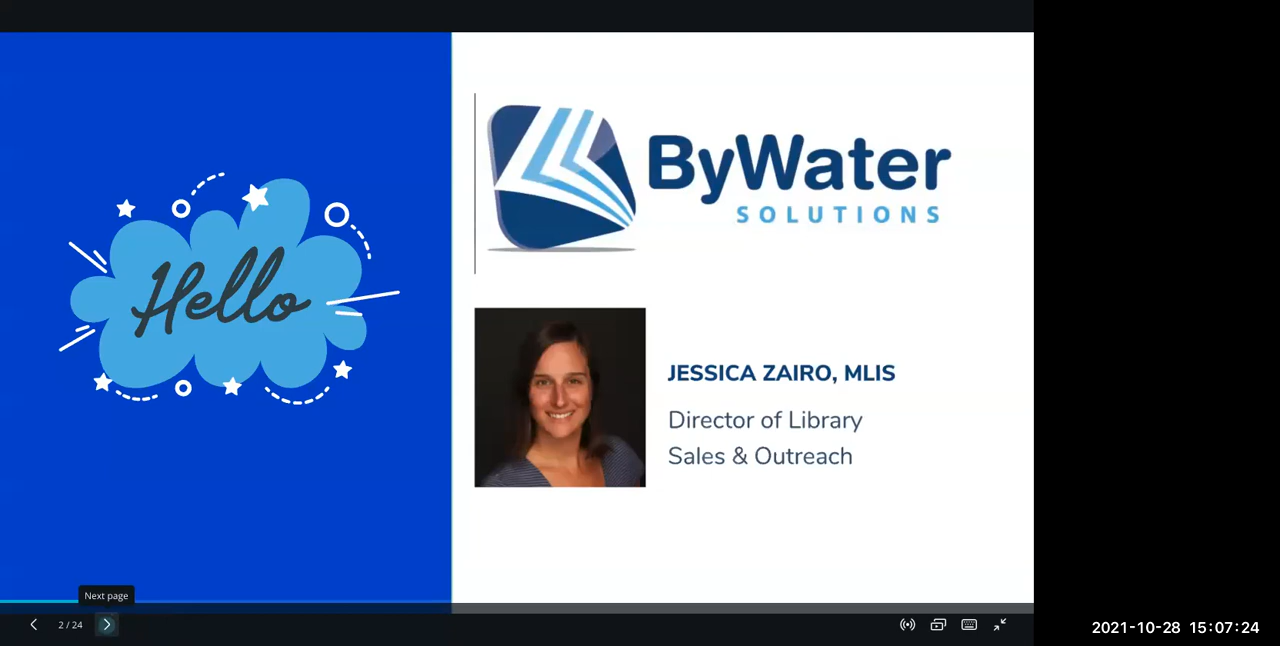 Hello
ByWater
SOLUTIONS
JESSICA ZAIRO, MLIS
Director of Library
Sales & Outreach
Next page
2 / 24
2021-10-28 15:07:24